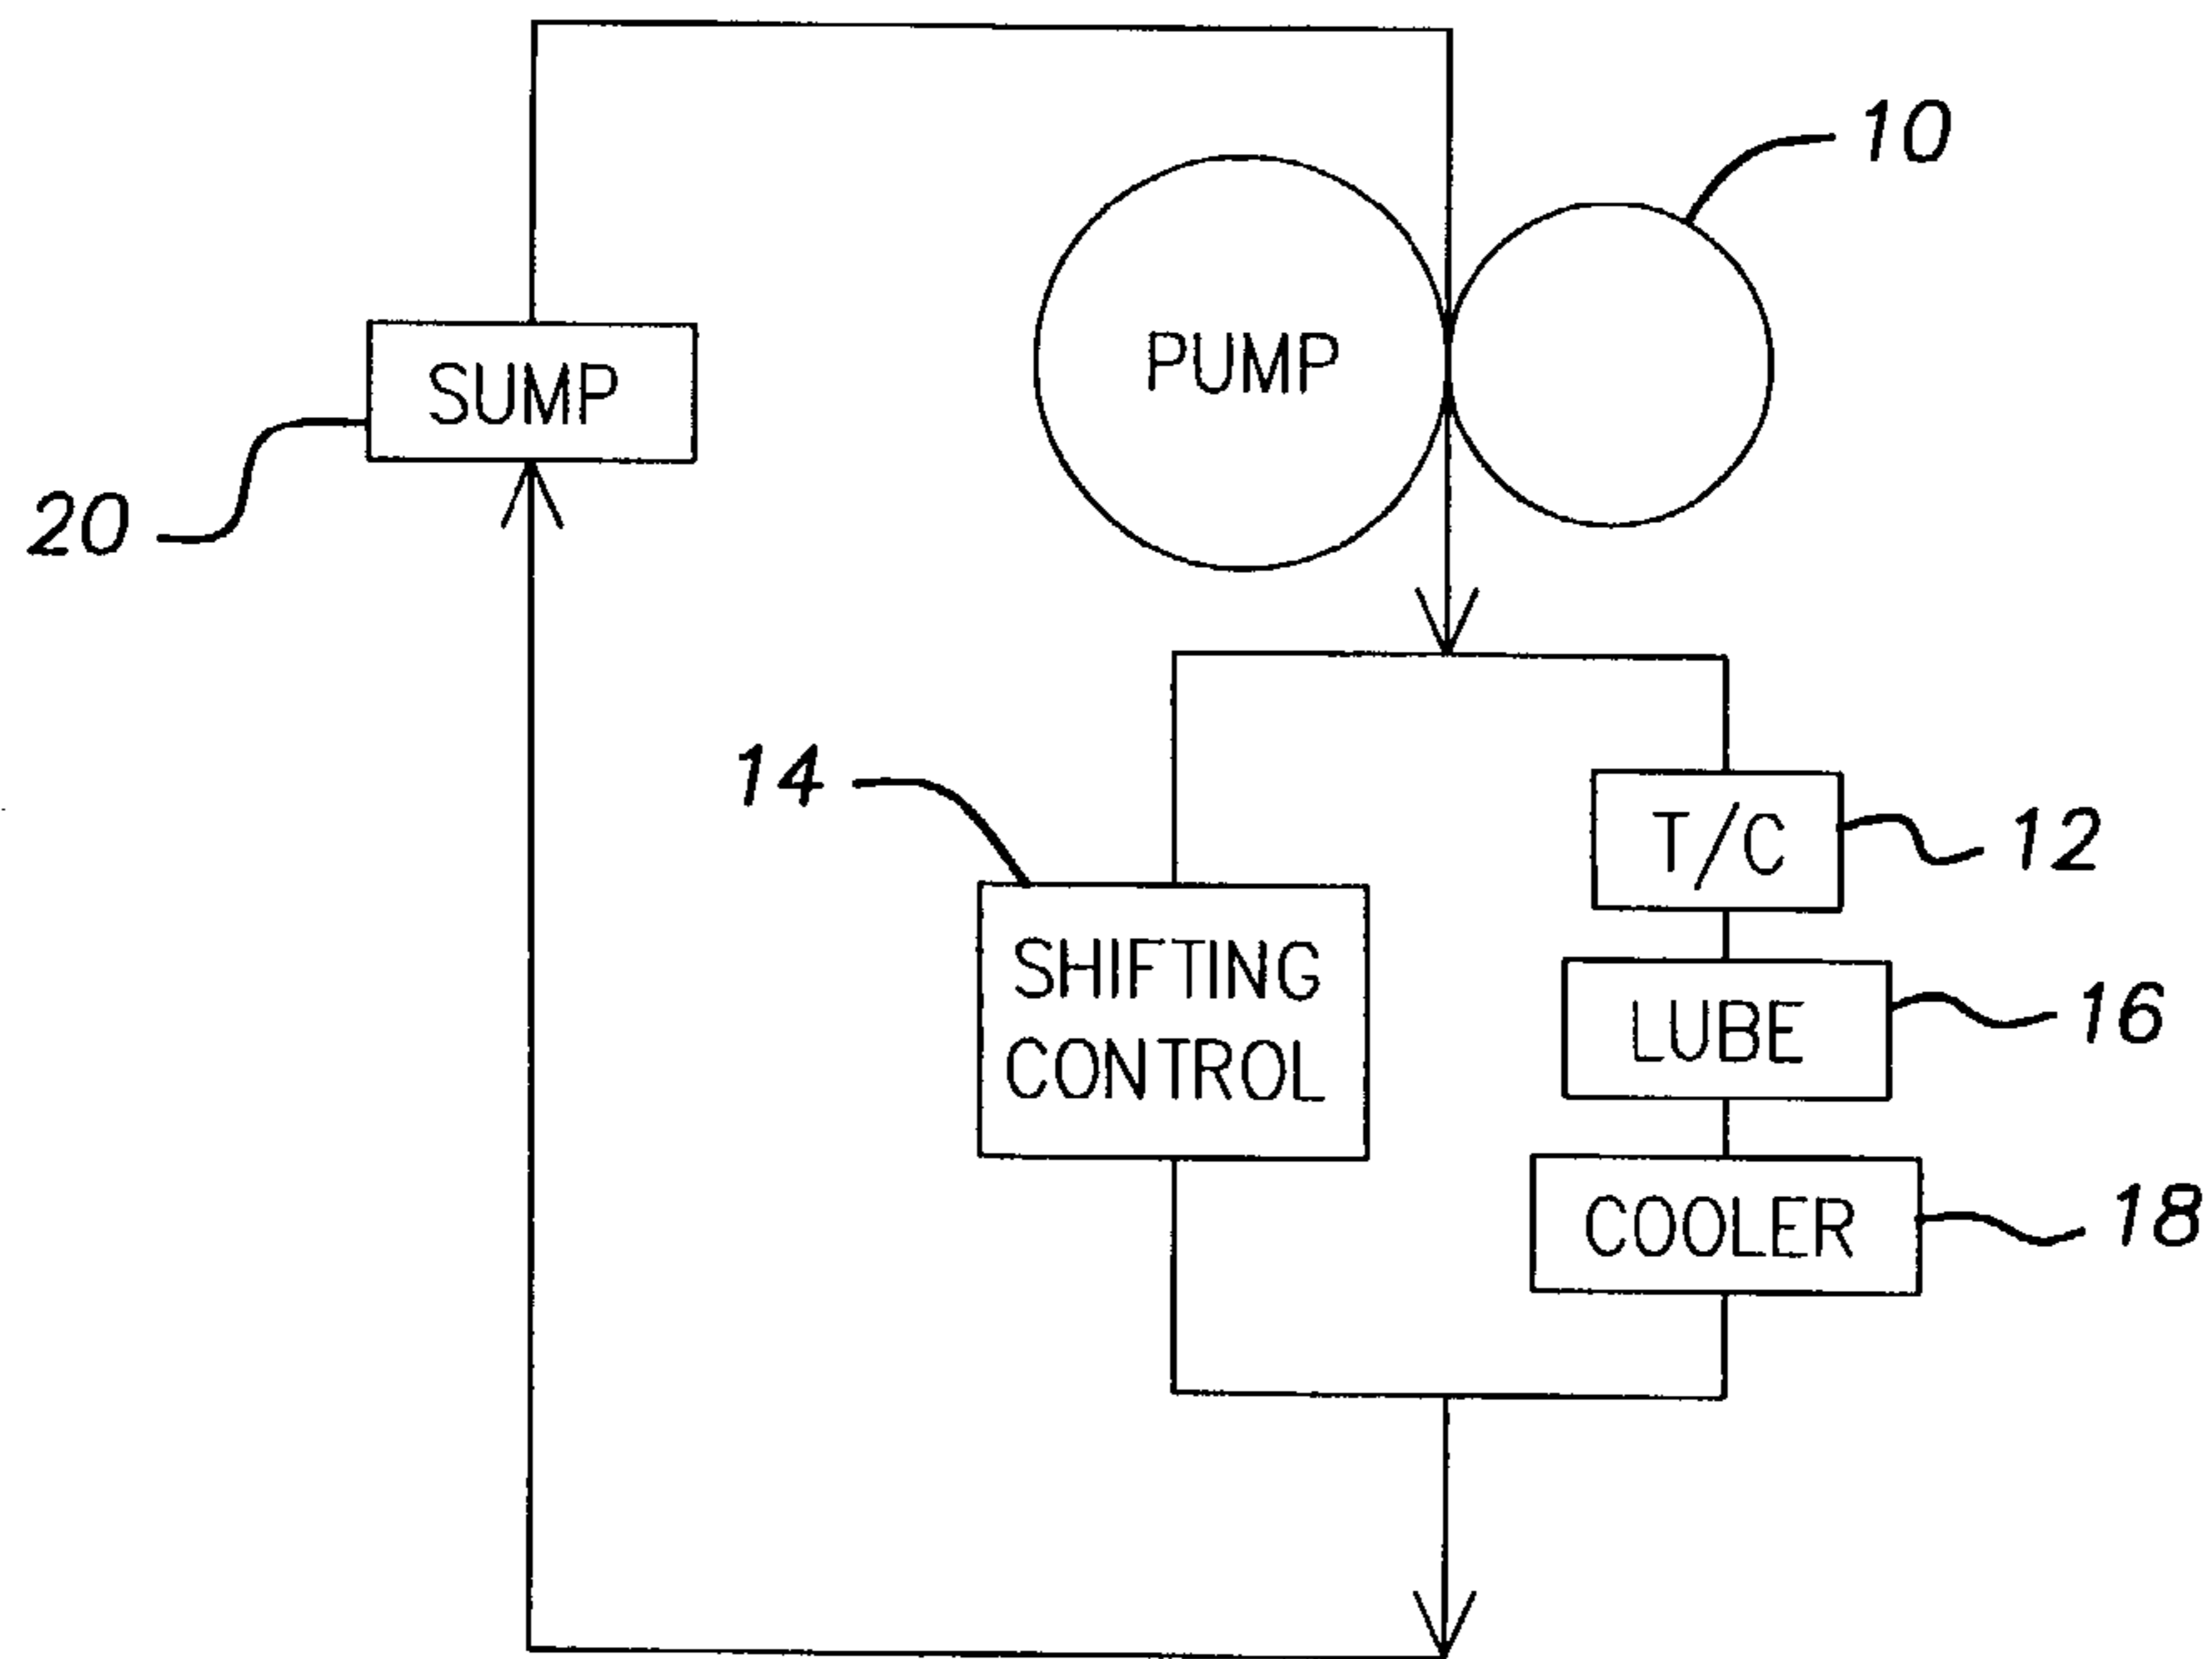 10
PUMP
SUMP
20
14
T/C
12
SHIFTING
CONTROL
LUBE
16
COOLER
18